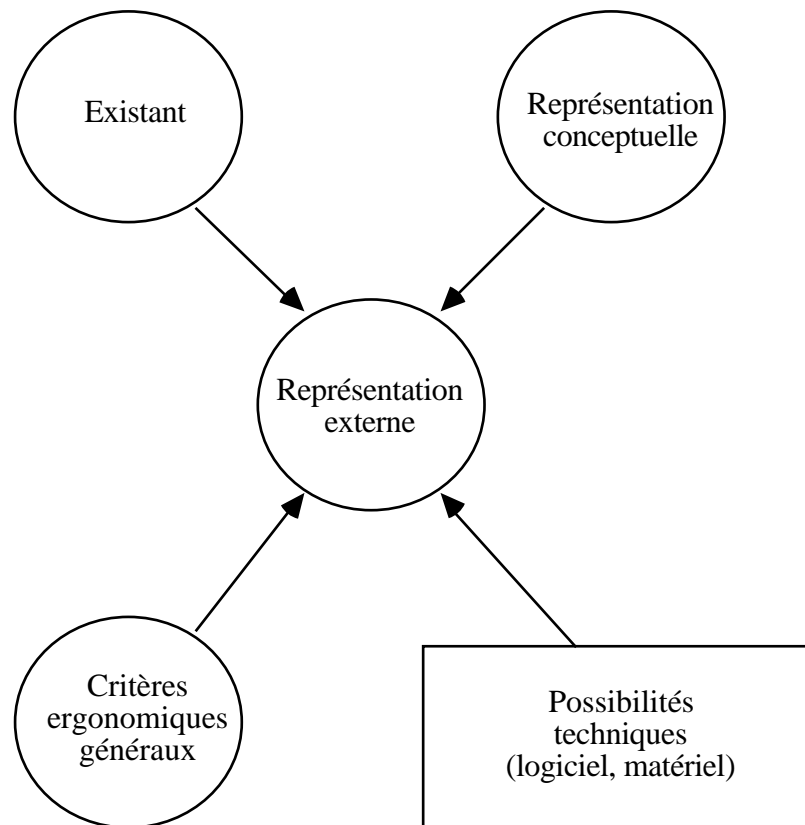 Existant
Représentation
conceptuelle
Représentation
externe
Critères
ergonomiques
généraux
Possibilités
techniques
(logiciel, matériel)